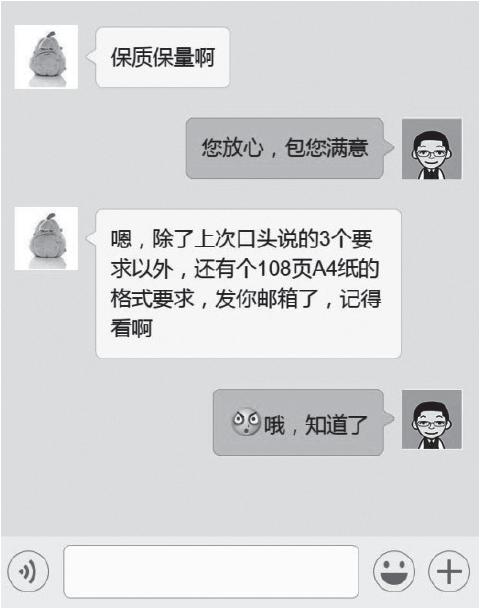 保质保量啊
您放心，包您满意
嗯，除了上次口头说的3个要
求以外，还有个108页A4纸的
格式要求，发你邮箱了，记得
看啊
哦，知道了